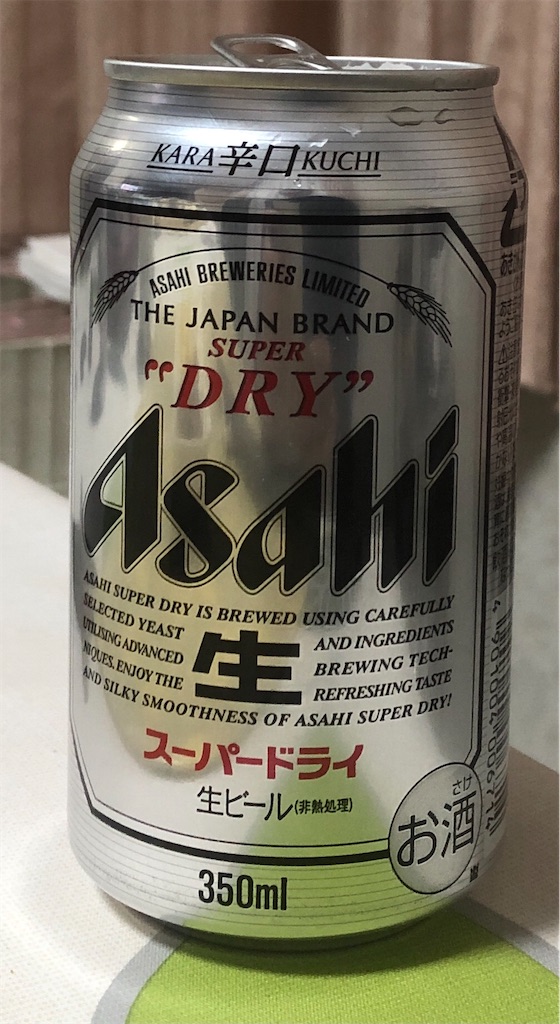 KARA 辛口 KUCHI
ASAHI BREWERIES LIMITED
THE JAPAN BRAND
SUPER
"DRY"
Asahi
ASAHI SUPER DRY IS BREWED USING CAREFULLY
SELECTED YEAST AND INGREDIENTS
UTILISING ADVANCED BREWING TECH-
NIQUES. ENJOY THE REFRESHING TASTE
生
AND SILKY SMOOTHNESS OF ASAHI SUPER DRY!
スーパードライ
生ビール(非熱処理)
さけ
お酒
350ml